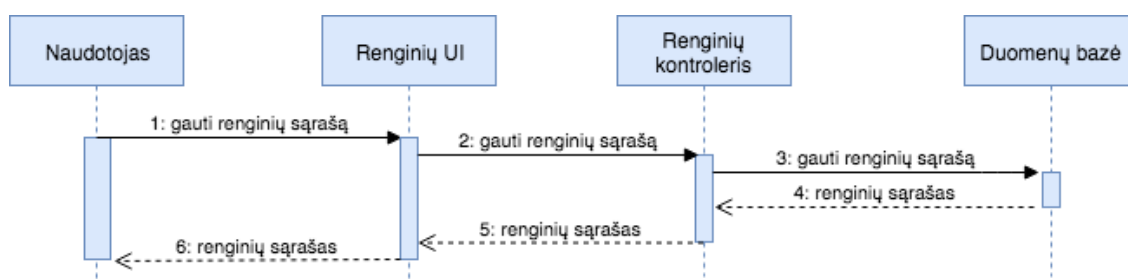 Naudotojas
Renginių UI
Renginių
kontroleris
Duomenų bazė
1: gauti renginių sąrašą
2: gauti renginių sąrašą
3: gauti renginių sąrašą
4: renginių sąrašas
5: renginių sąrašas
6: renginių sąrašas